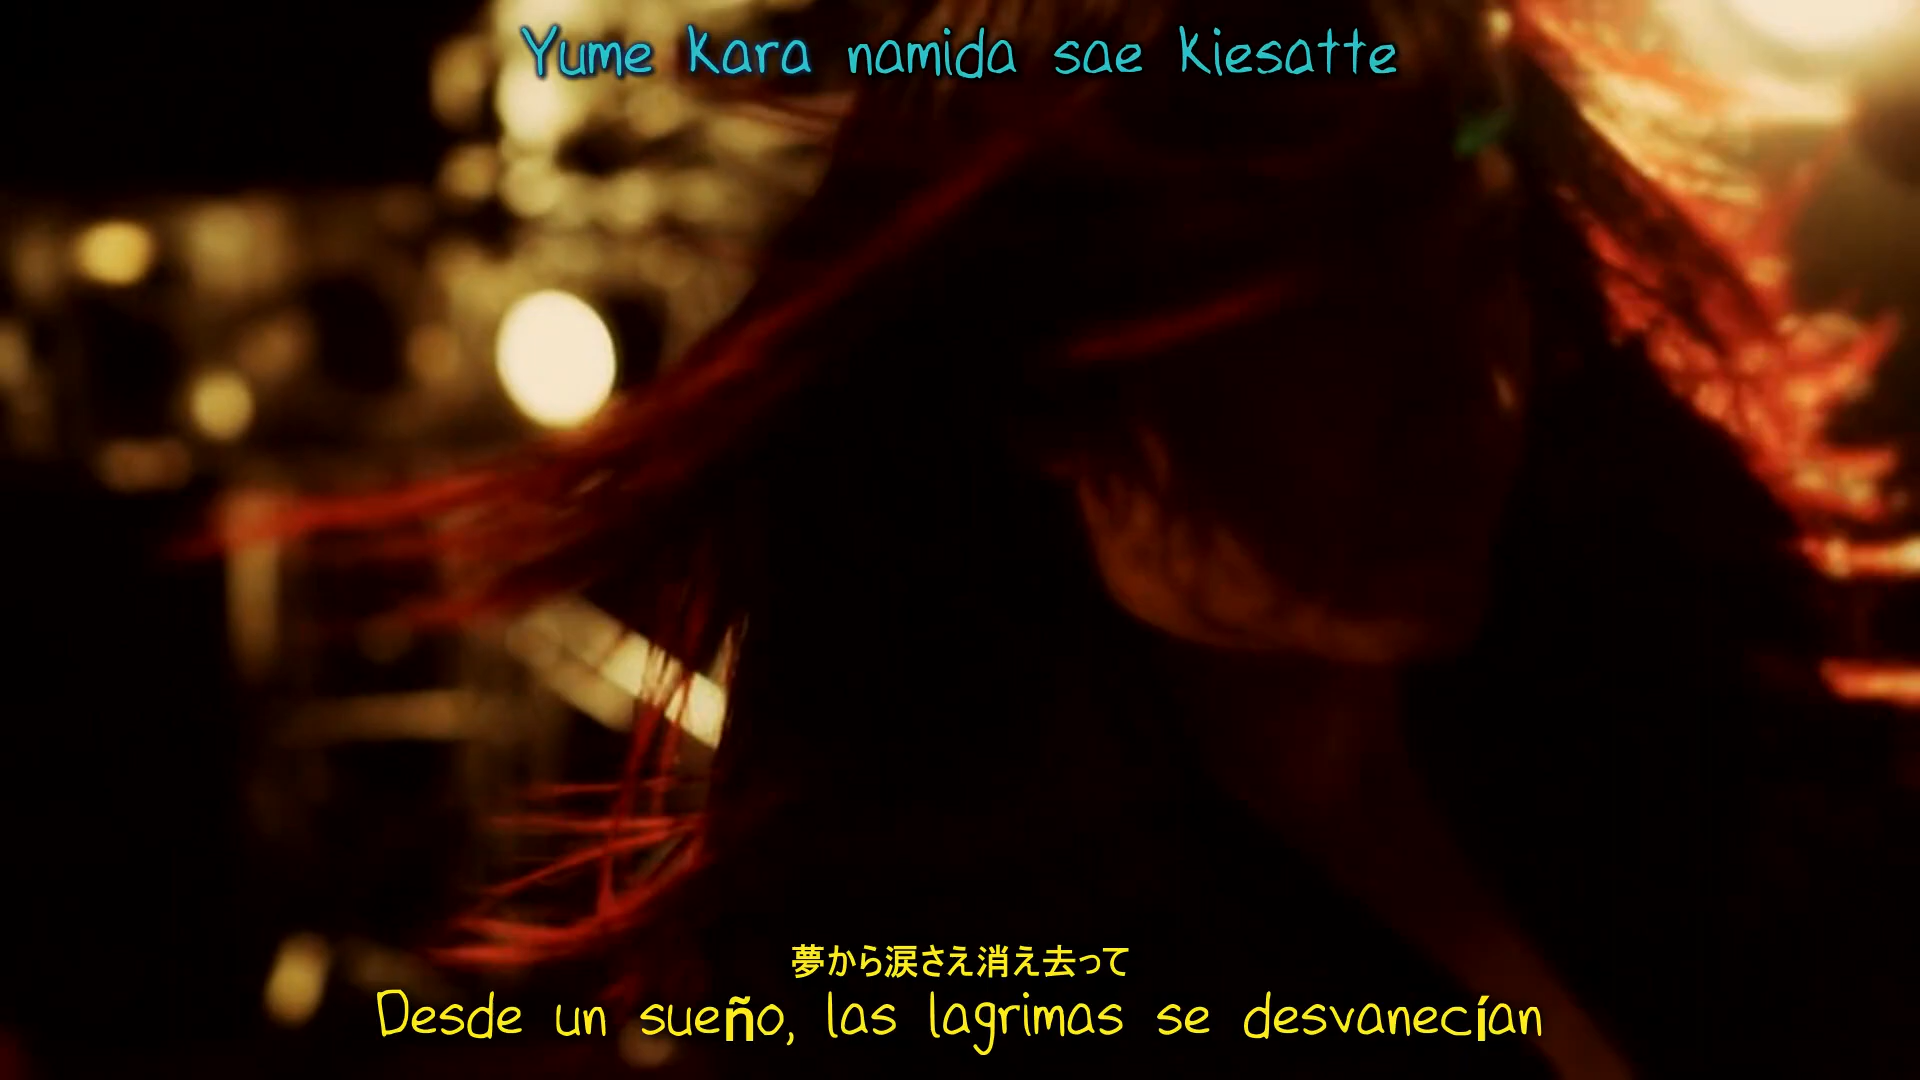 Yume kara namida sae kiesatte
夢から涙さえ消え去って
Desde un sueño, las lagrimas se desvanecían